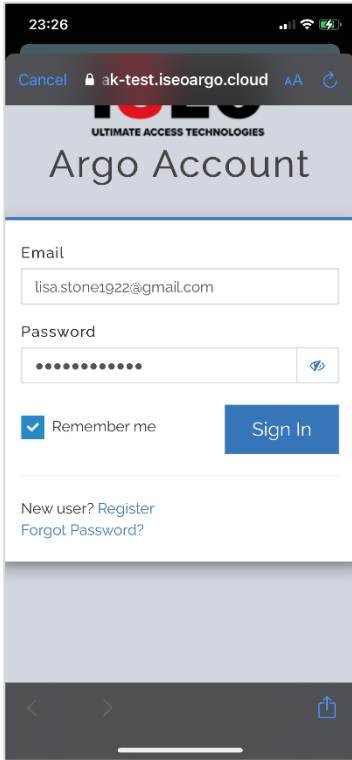 23:26
Cancel ak-test.iseoargo.cloud AA
ULTIMATE ACCESS TECHNOLOGIES
Argo Account
Email
lisa.stone1922@gmail.com
Password
••••••••••••
Remember me
Sign In
New user? Register
Forgot Password?